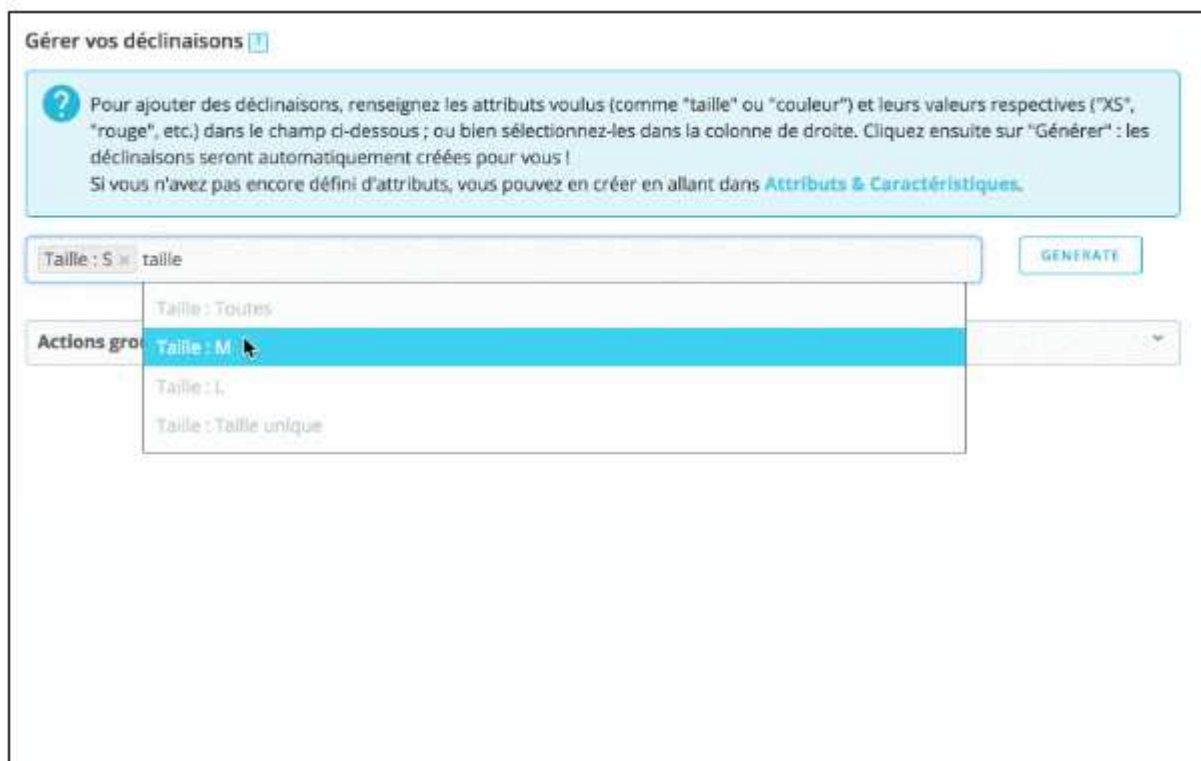 Gérer vos déclinaisons ?
? Pour ajouter des déclinaisons, renseignez les attributs voulus (comme "taille" ou "couleur") et leurs valeurs respectives ("XS",
"rouge", etc.) dans le champ ci-dessous ; ou bien sélectionnez-les dans la colonne de droite. Cliquez ensuite sur "Générer" : les
déclinaisons seront automatiquement créées pour vous !
Si vous n'avez pas encore défini d'attributs, vous pouvez en créer en allant dans Attributs & Caractéristiques.
Taille : S × taille
GENERATE
Taille : Toutes
Actions grou
Taille : M
Taille : L
Taille : Taille unique